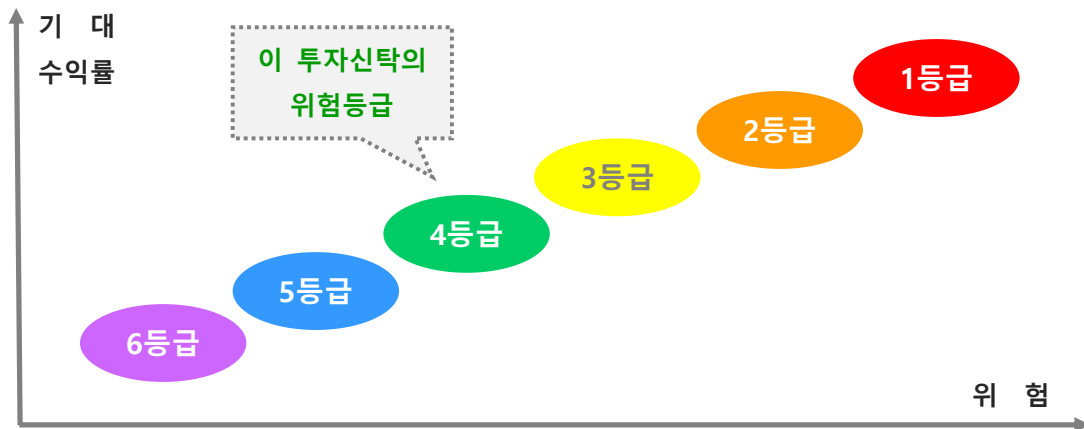 기 대
수익률
이 투자신탁의
위험등급
1등급
2등급
3등급
4등급
5등급
6등급
위 험